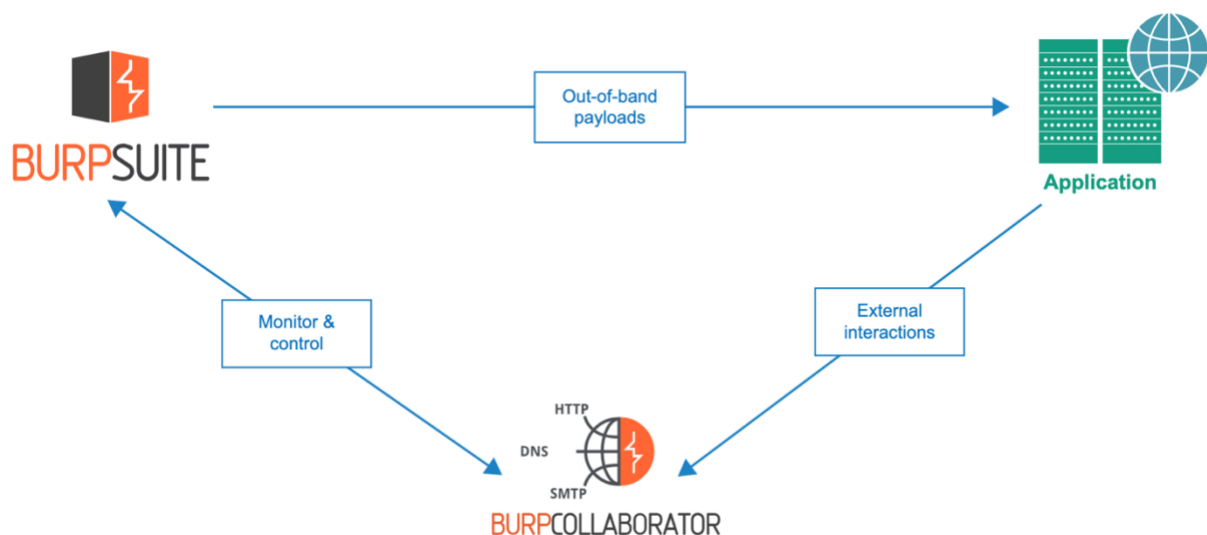 Out-of-band
payloads
BURPSUITE
Application
Monitor &
control
External
interactions
HTTP
DNS
SMTP
BURPCOLLABORATOR